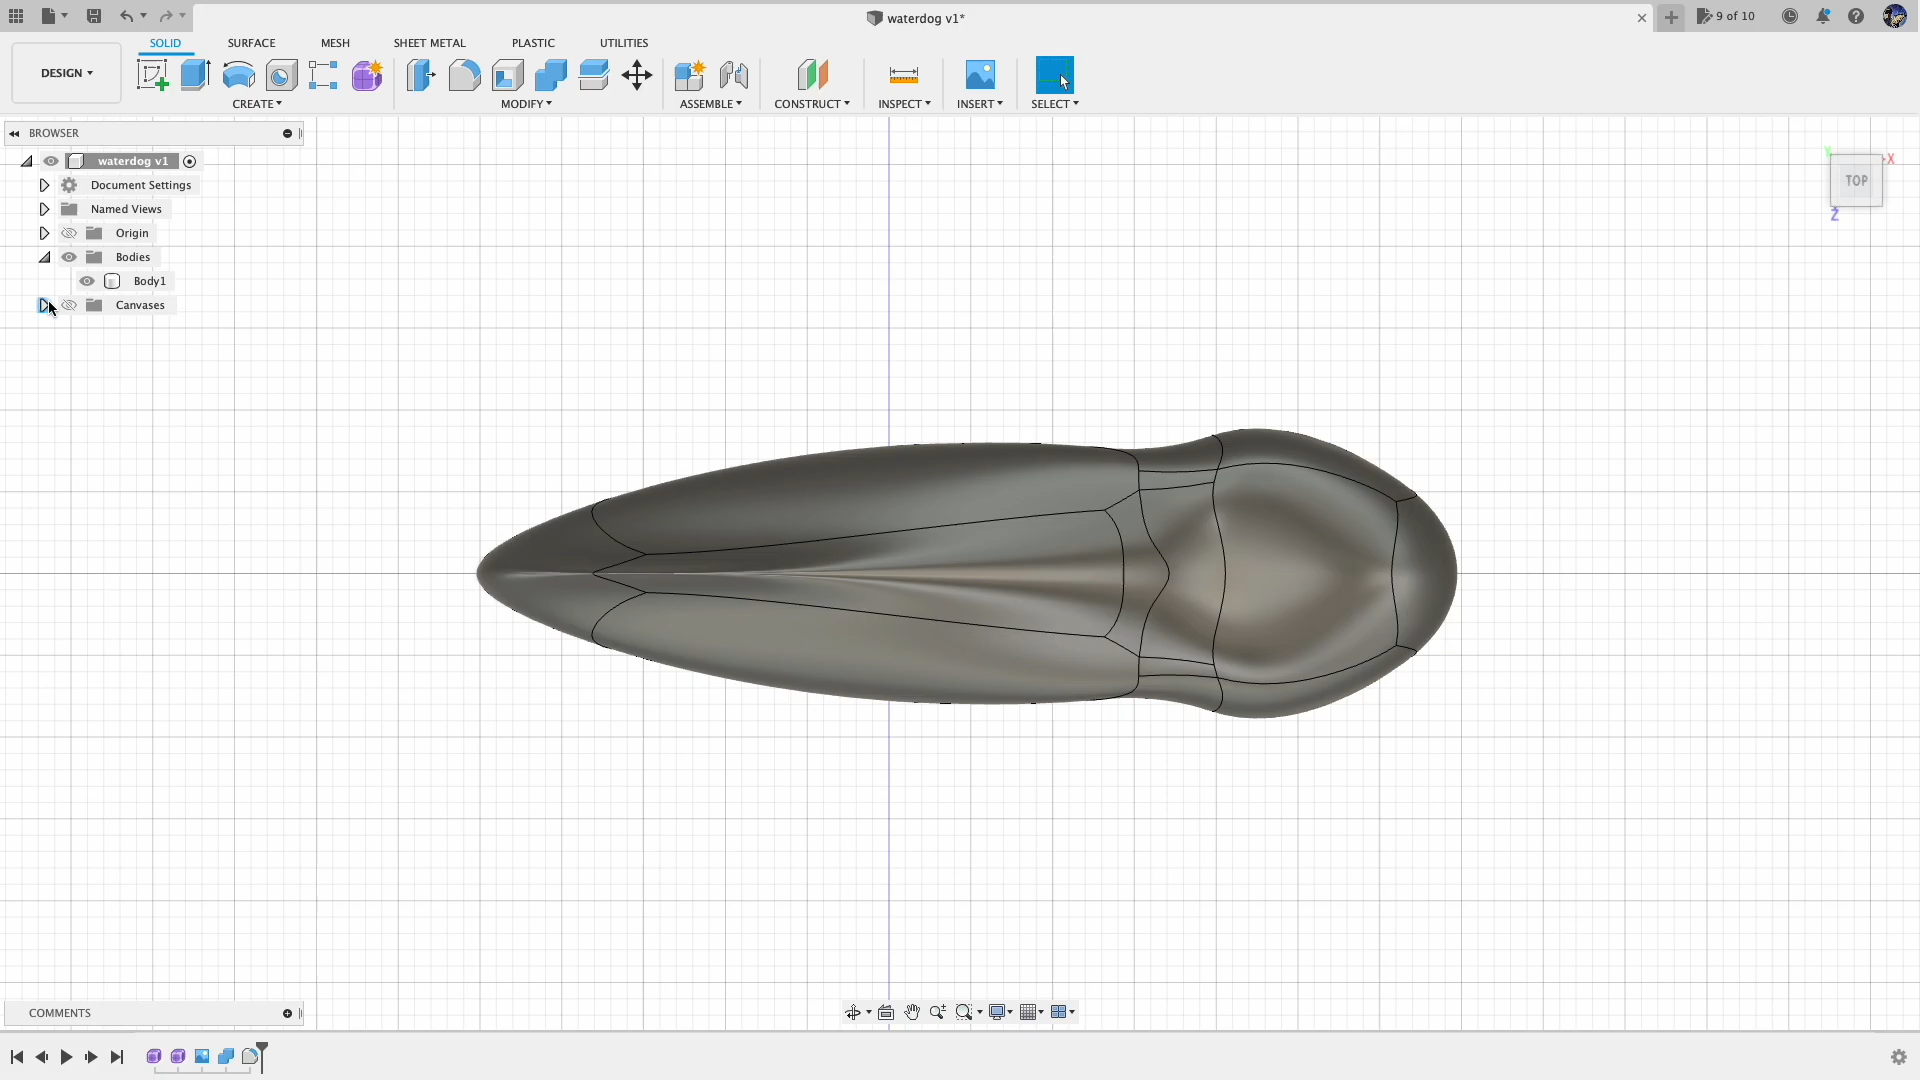 waterdog v1*
9 of 10
DESIGN
SOLID
SURFACE
MESH
SHEET METAL
PLASTIC
UTILITIES
CREATE
MODIFY
ASSEMBLE
CONSTRUCT
INSPECT
INSERT
SELECT
BROWSER
waterdog v1
Document Settings
Named Views
Origin
Bodies
Body1
Canvases
Y
X
TOP
Z
COMMENTS